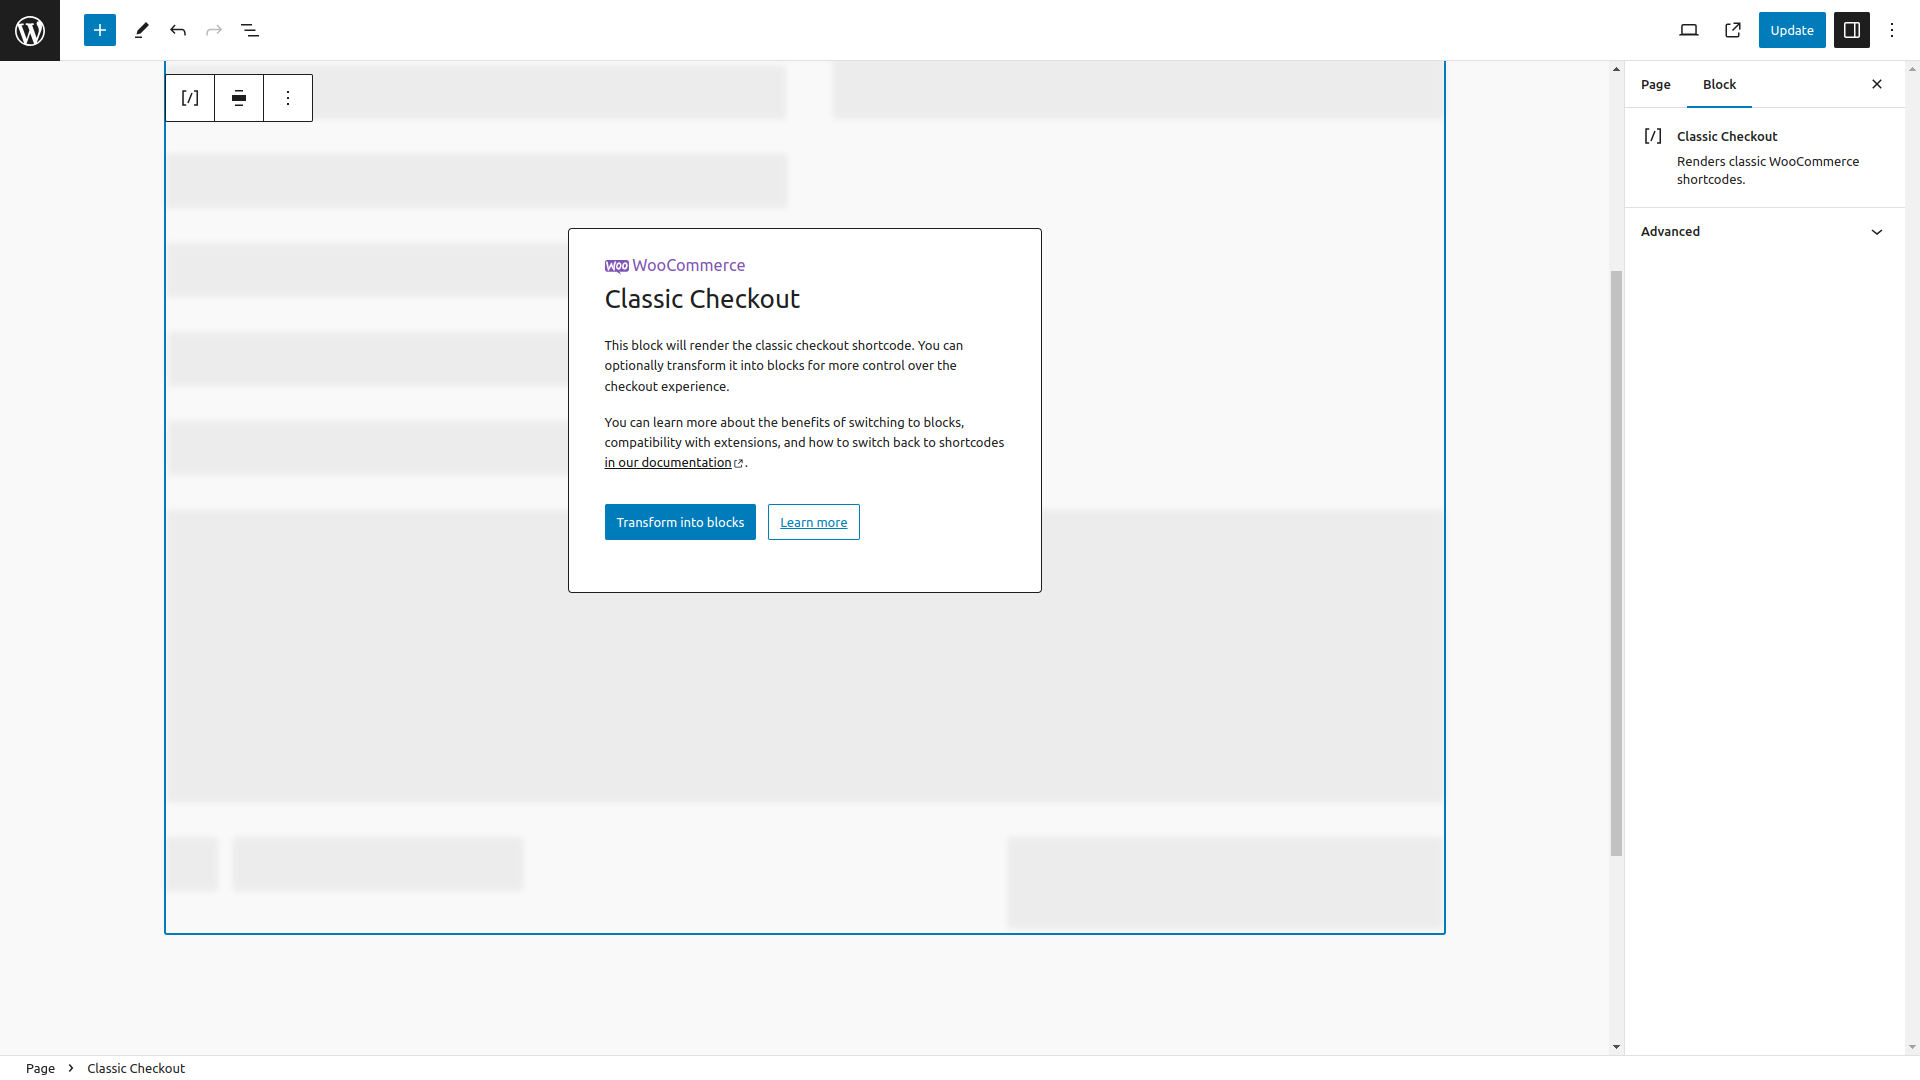 Update
[/]
Page
Block
[/]
Classic Checkout
Renders classic WooCommerce
shortcodes.
Advanced
Woo WooCommerce
Classic Checkout
This block will render the classic checkout shortcode. You can
optionally transform it into blocks for more control over the
checkout experience.
You can learn more about the benefits of switching to blocks,
compatibility with extensions, and how to switch back to shortcodes
in our documentation.
Transform into blocks
Learn more
Page
Classic Checkout